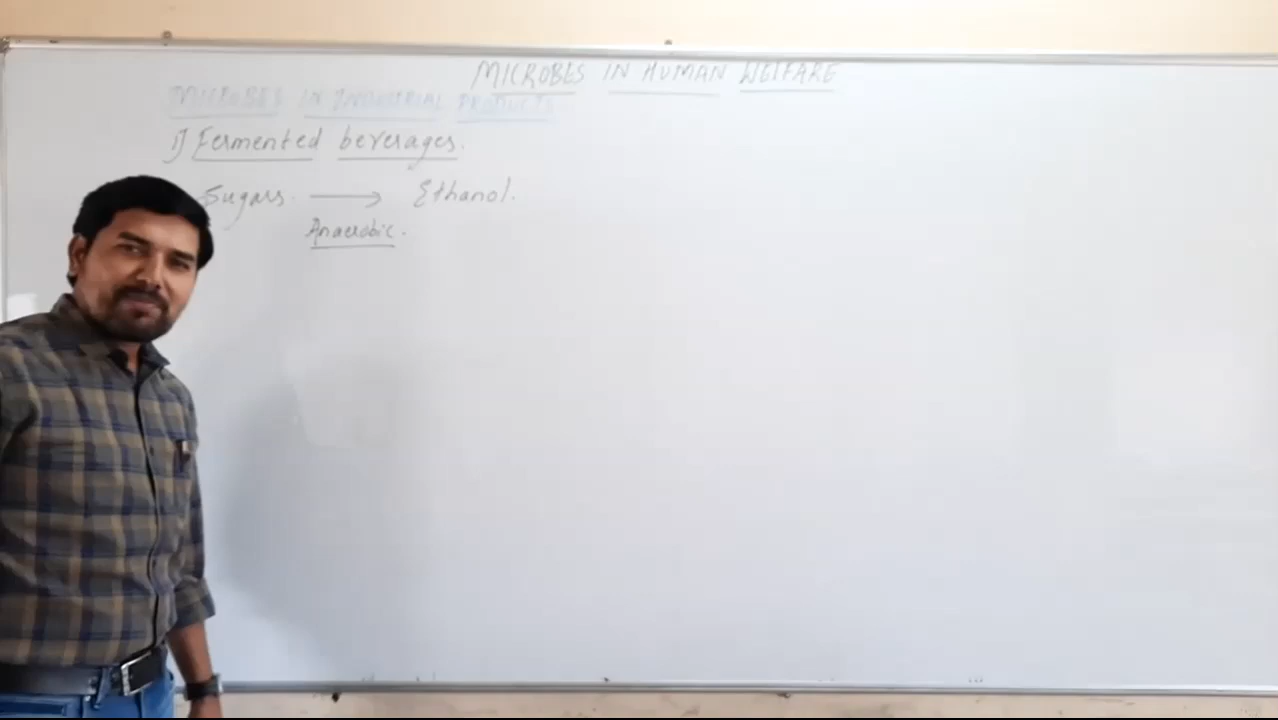 MICROBES IN HUMAN WELFARE
MICROBES IN INDUSTRIAL PRODUCTS
1) Fermented beverages.
Sugars. ⟶ Ethanol.
Anaerobic.